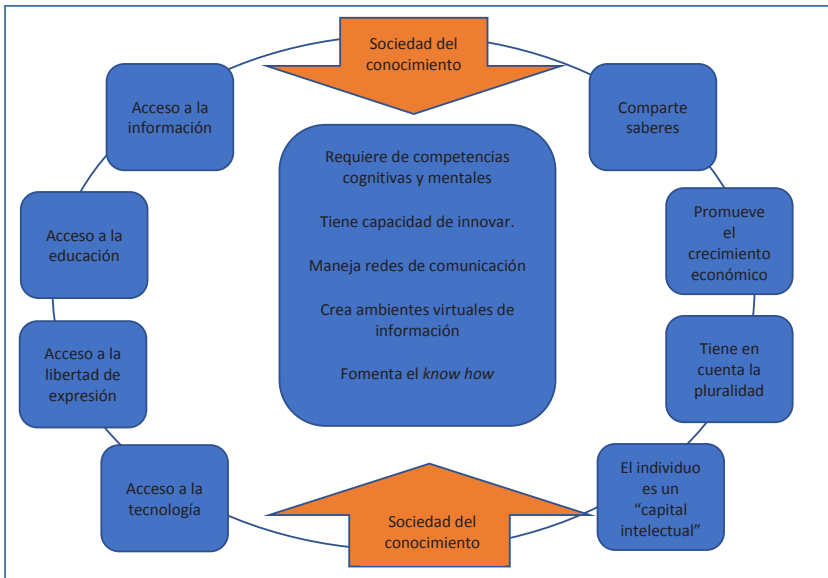 Sociedad del
conocimiento
Acceso a la
información
Comparte
saberes
Requiere de competencias
cognitivas y mentales
Tiene capacidad de innovar.
Maneja redes de comunicación
Crea ambientes virtuales de
información
Fomenta el know how
Acceso a la
educación
Promueve
el
crecimiento
económico
Acceso a la
libertad de
expresión
Tiene en
cuenta la
pluralidad
Acceso a la
tecnología
El individuo
es un
“capital
intelectual”
Sociedad del
conocimiento